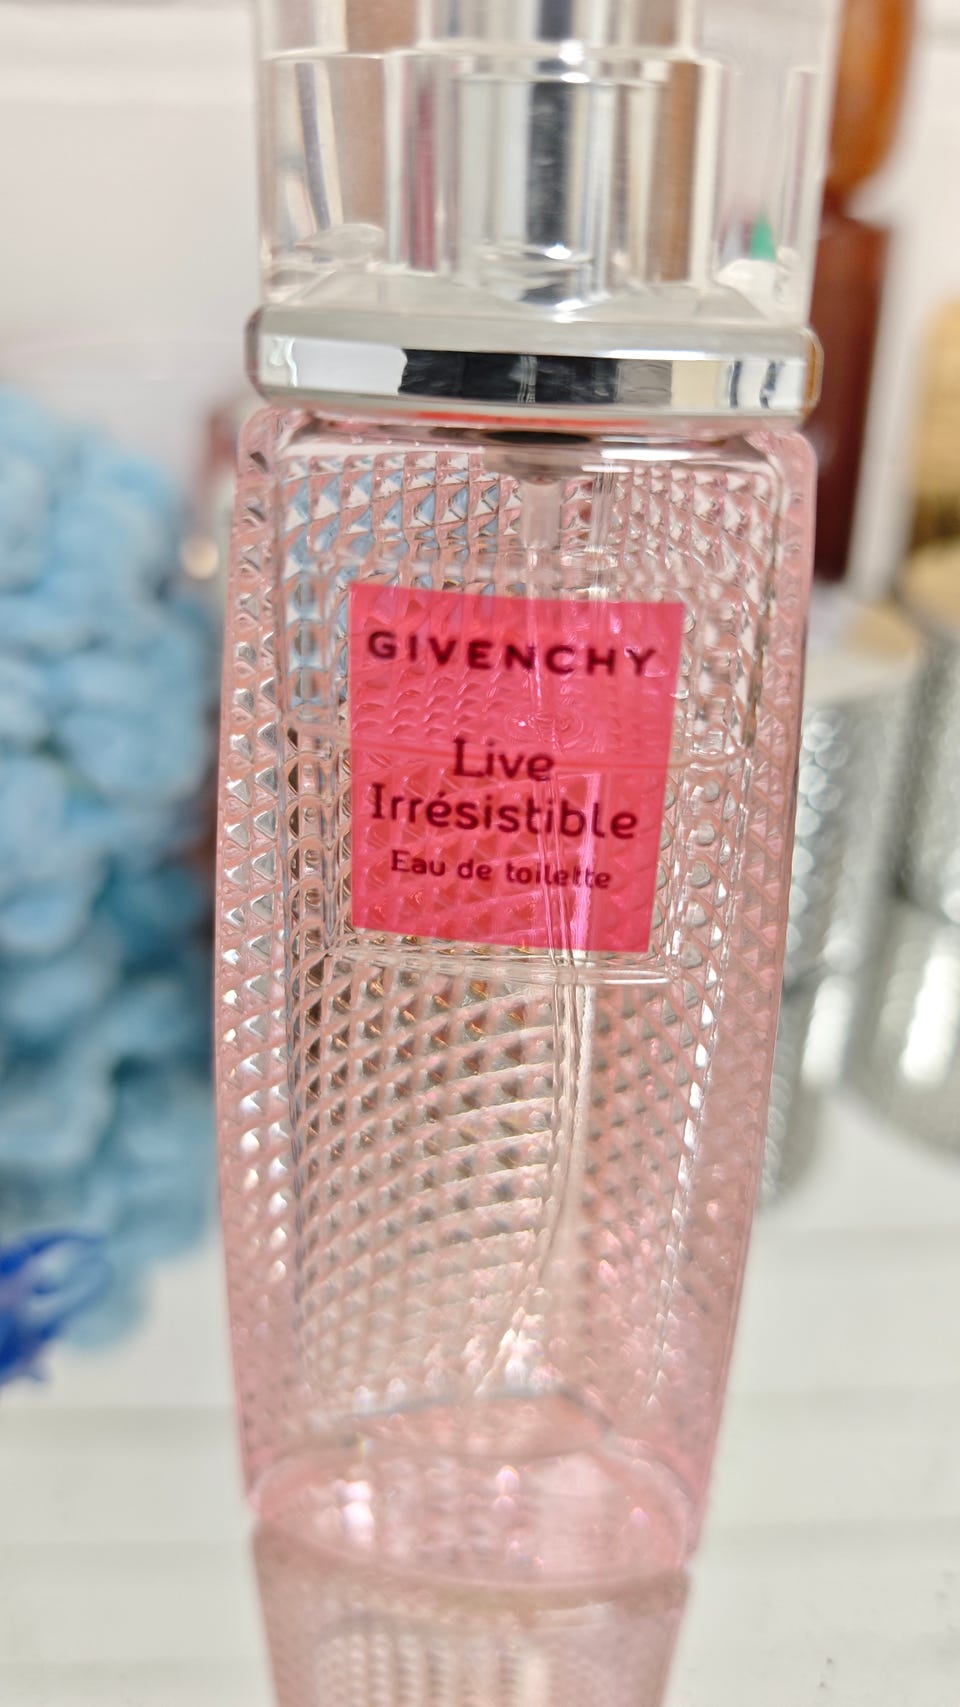 GIVENCHY
Live
Irrésistible
Eau de toilette